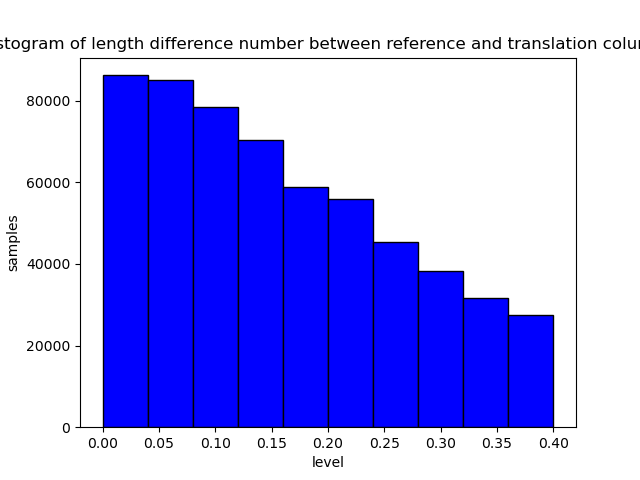 stogram of length difference number between reference and translation colu
samples
80000
60000
40000
20000
0
0.00 0.05 0.10 0.15 0.20 0.25 0.30 0.35 0.40
level